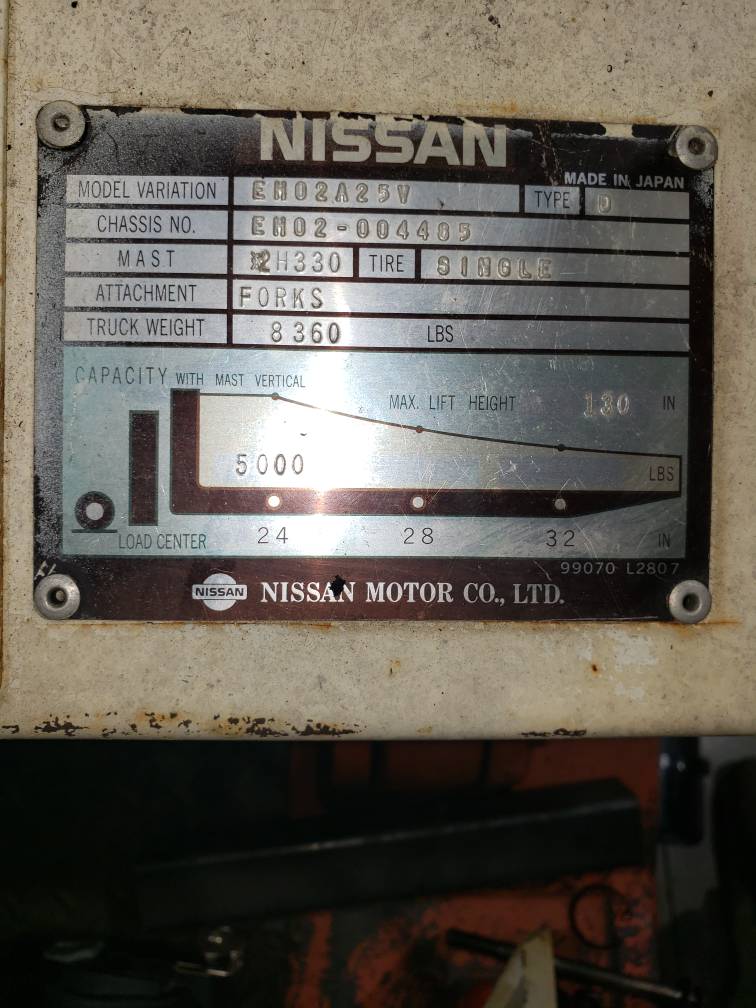 NISSAN
MADE IN JAPAN
MODEL VARIATION EH02A25V TYPE D
CHASSIS NO. EH02-004485
MAST 2H330 TIRE SINGLE
ATTACHMENT FORKS
TRUCK WEIGHT 8360 LBS
CAPACITY WITH MAST VERTICAL
MAX. LIFT HEIGHT 130 IN
5000 LBS
LOAD CENTER 24 28 32 IN
99070 L2807
NISSAN NISSAN MOTOR CO., LTD.